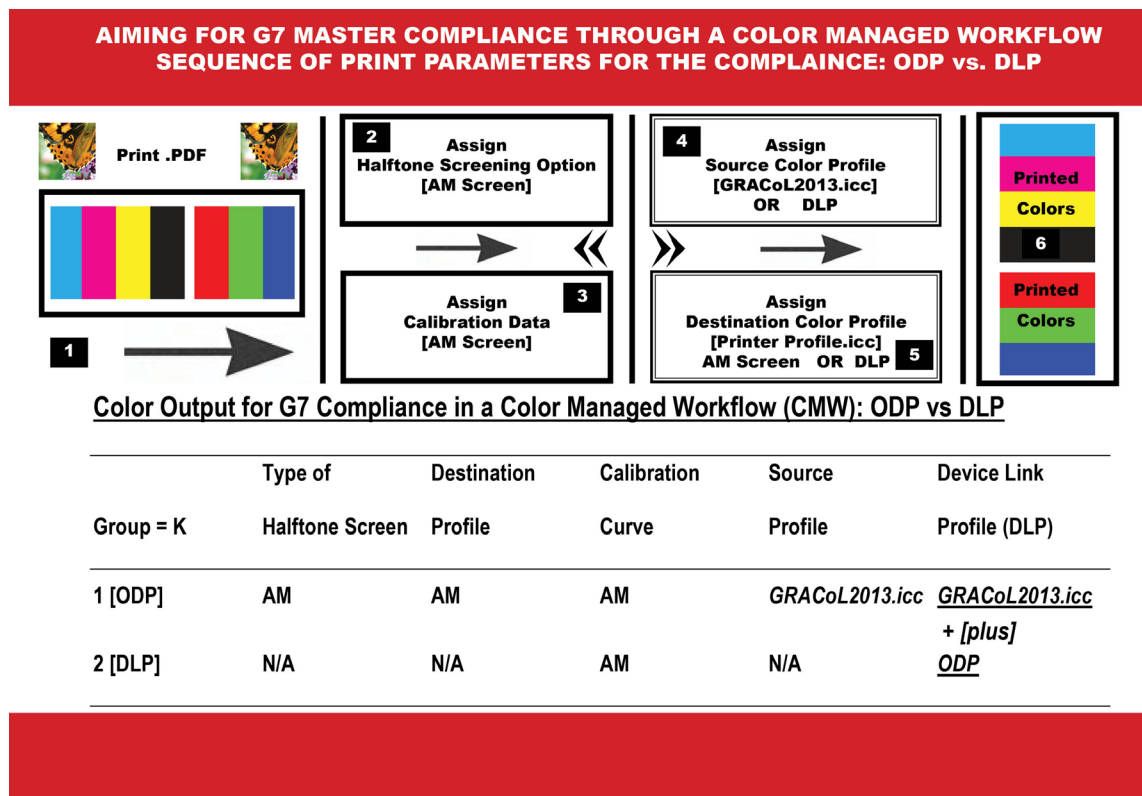 AIMING FOR G7 MASTER COMPLIANCE THROUGH A COLOR MANAGED WORKFLOW
SEQUENCE OF PRINT PARAMETERS FOR THE COMPLAINCE: ODP vs. DLP
Print .PDF
1
2
Assign
Halftone Screening Option
[AM Screen]
3
Assign
Calibration Data
[AM Screen]
4
Assign
Source Color Profile
[GRACoL2013.icc]
OR DLP
Assign
Destination Color Profile
[Printer Profile.icc]
AM Screen OR DLP
5
Printed
Colors
6
Printed
Colors
Color Output for G7 Compliance in a Color Managed Workflow (CMW): ODP vs DLP
Type of Destination Calibration Source Device Link
Group = K Halftone Screen Profile Curve Profile Profile (DLP)
1 [ODP] AM AM AM GRACoL2013.icc GRACoL2013.icc
+ [plus]
2 [DLP] N/A N/A AM N/A ODP